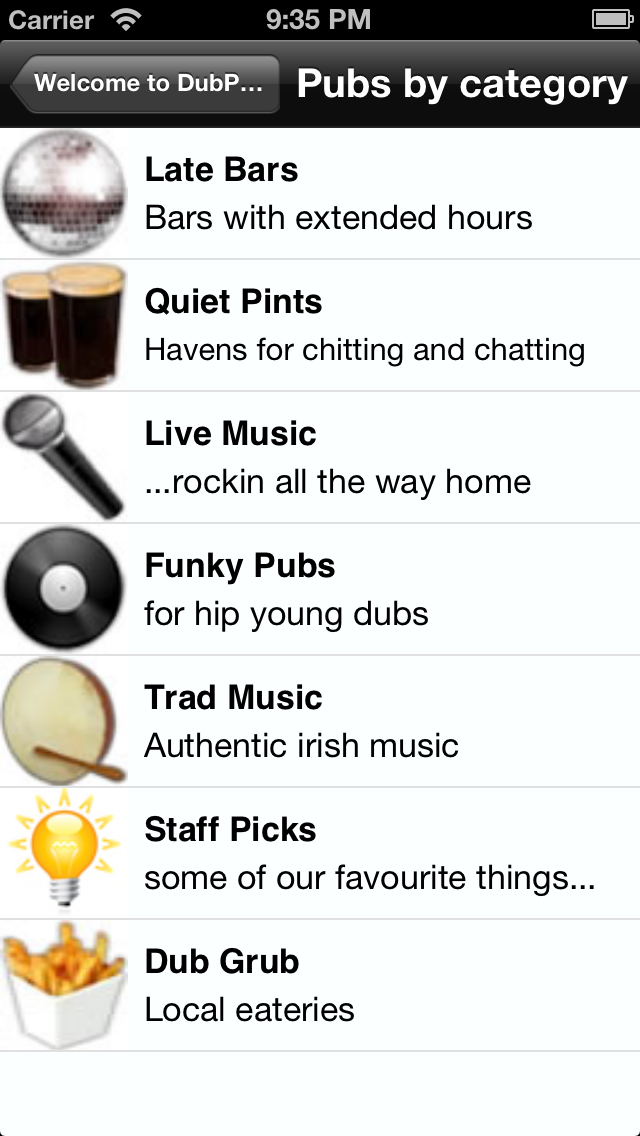 Carrier 9:35 PM
Welcome to DubP... Pubs by category
Late Bars
Bars with extended hours
Quiet Pints
Havens for chitting and chatting
Live Music
...rockin all the way home
Funky Pubs
for hip young dubs
Trad Music
Authentic irish music
Staff Picks
some of our favourite things...
Dub Grub
Local eateries